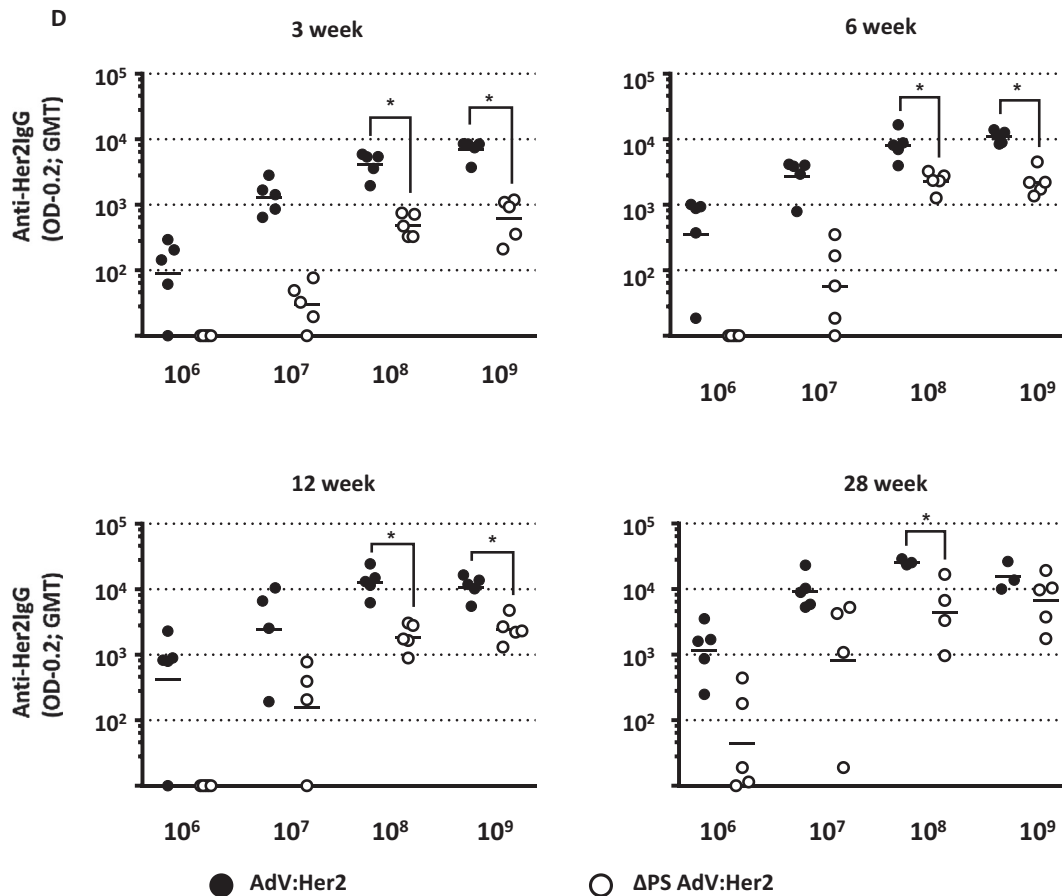 D
3 week
6 week
Anti-Her2IgG
(OD-0.2; GMT)
10⁵
10⁴
10³
10²
*
*
10⁶ 10⁷ 10⁸ 10⁹
10⁵
10⁴
10³
10²
*
*
10⁶ 10⁷ 10⁸ 10⁹
12 week
28 week
Anti-Her2IgG
(OD-0.2; GMT)
10⁵
10⁴
10³
10²
*
*
10⁶ 10⁷ 10⁸ 10⁹
10⁵
10⁴
10³
10²
*
10⁶ 10⁷ 10⁸ 10⁹
AdV:Her2
ΔPS AdV:Her2